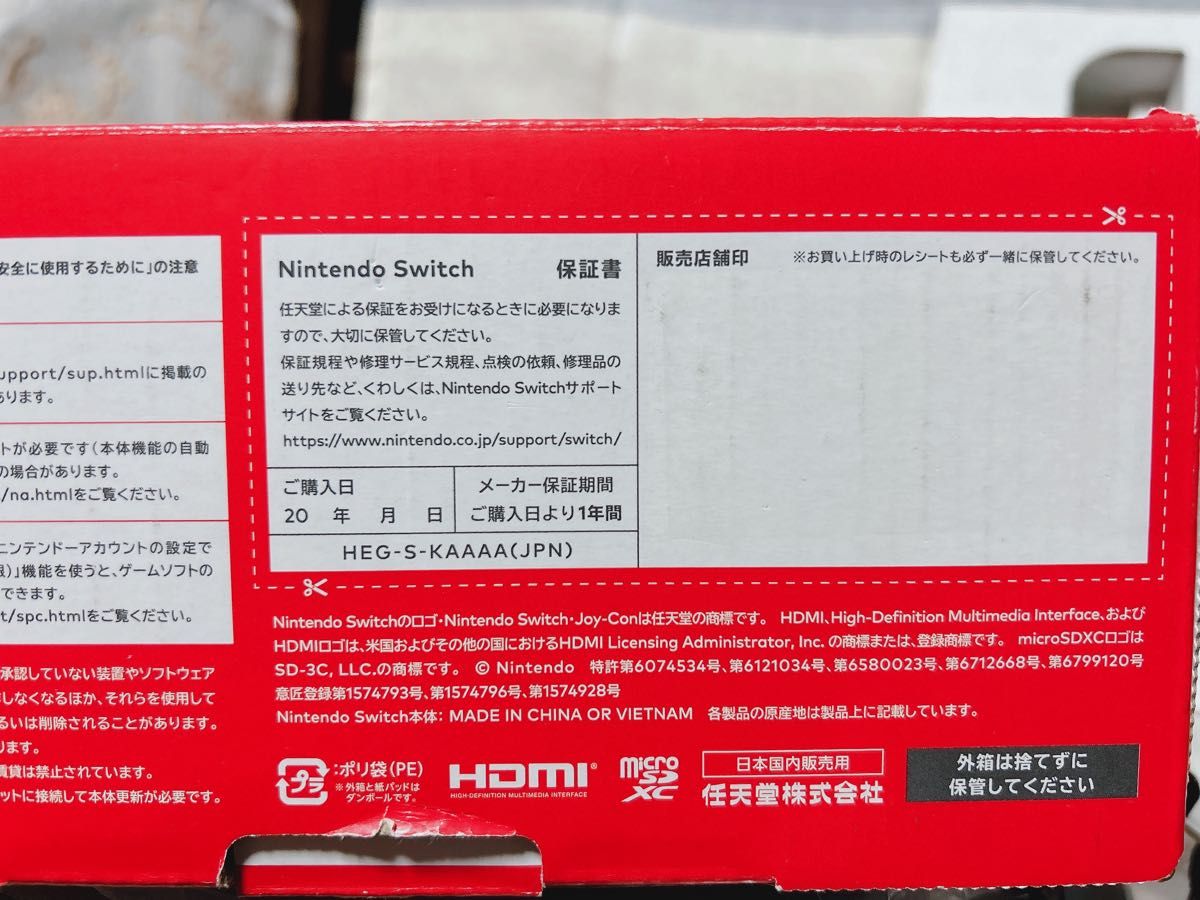 安全に使用するために」の注意
upport/sup.htmlに掲載の
あります。
トが必要です(本体機能の自動
の場合があります。
/na.htmlをご覧ください。
ニンテンドーアカウントの設定で
限)」機能を使うと、ゲームソフトの
できます。
t/spc.htmlをご覧ください。
承認していない装置やソフトウェア
しなくなるほか、それらを使用して
るいは削除されることがあります。
ります。
賃貸は禁止されています。
ネットに接続して本体更新が必要です。
Nintendo Switch 保証書
任天堂による保証をお受けになるときに必要になりま
すので、大切に保管してください。
保証規程や修理サービス規程、点検の依頼、修理品の
送り先など、くわしくは、Nintendo Switchサポート
サイトをご覧ください。
https://www.nintendo.co.jp/support/switch/
ご購入日
20 年 月 日
メーカー保証期間
ご購入日より1年間
HEG-S-KAAAA(JPN)
販売店舗印 ※お買い上げ時のレシートも必ず一緒に保管してください。
Nintendo Switchのロゴ・Nintendo Switch・Joy-Conは任天堂の商標です。 HDMI、High-Definition Multimedia Interface、および
HDMIロゴは、米国およびその他の国におけるHDMI Licensing Administrator, Inc. の商標または、登録商標です。 microSDXCロゴは
SD-3C, LLC.の商標です。 © Nintendo 特許第6074534号、第6121034号、第6580023号、第6712668号、第6799120号
意匠登録第1574793号、第1574796号、第1574928号
Nintendo Switch本体: MADE IN CHINA OR VIETNAM 各製品の原産地は製品上に記載しています。
プラ
:ポリ袋(PE)
※外箱と紙パッドは
ダンボールです。
HDMI®
HIGH-DEFINITION MULTIMEDIA INTERFACE
micro
SD
XC
日本国内販売専用
任天堂株式会社
外箱は捨てずに
保管してください